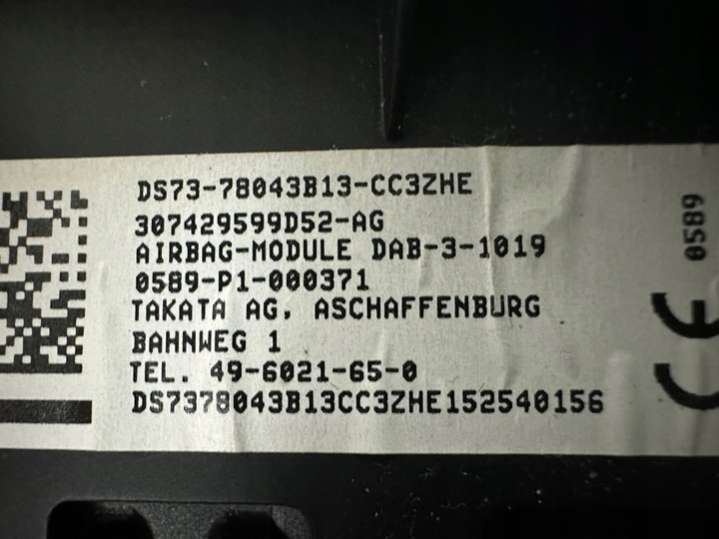 DS73-78043B13-CC3ZHE
307429599D52-AG
AIRBAG-MODULE DAB-3-1019
0589-P1-000371
TAKATA AG, ASCHAFFENBURG
BAHNWEG 1
TEL. 49-6021-65-0
DS7378043B13CC3ZHE152540156
CE 0589